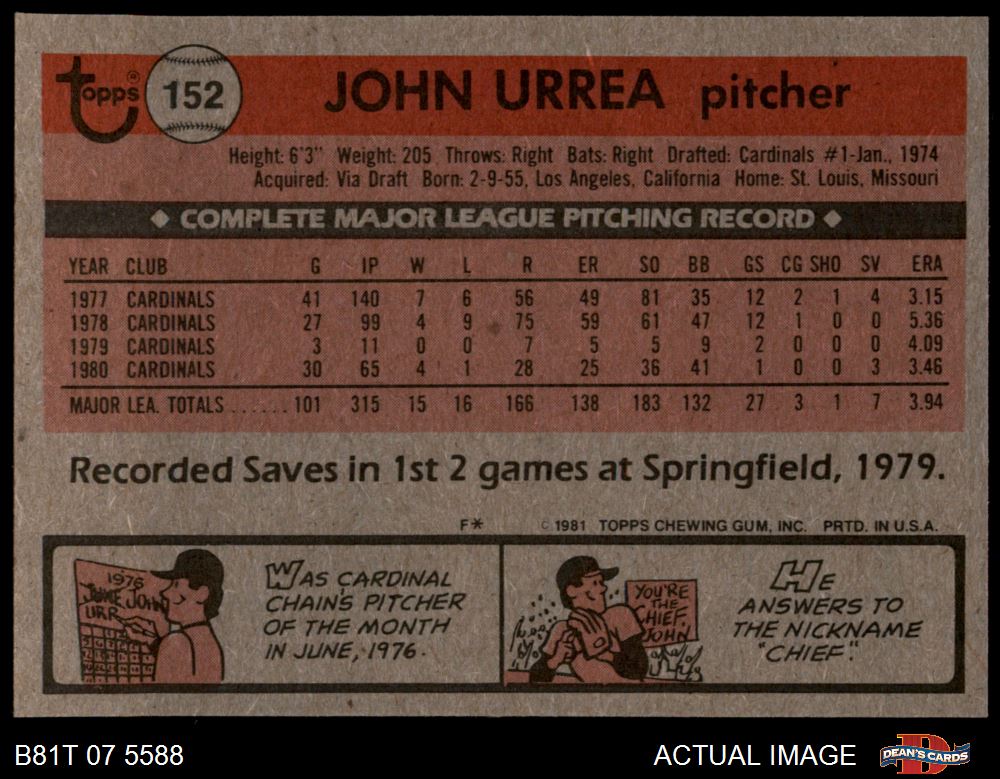 topps®
152
JOHN URREA pitcher
Height: 6'3" Weight: 205 Throws: Right Bats: Right Drafted: Cardinals #1-Jan., 1974
Acquired: Via Draft Born: 2-9-55, Los Angeles, California Home: St. Louis, Missouri
◆ COMPLETE MAJOR LEAGUE PITCHING RECORD ◆
YEAR CLUB G IP W L R ER SO BB GS CG SHO SV ERA
1977 CARDINALS 41 140 7 6 56 49 81 35 12 2 1 4 3.15
1978 CARDINALS 27 99 4 9 75 59 61 47 12 1 0 0 5.36
1979 CARDINALS 3 11 0 0 7 5 5 9 2 0 0 0 4.09
1980 CARDINALS 30 65 4 1 28 25 36 41 1 0 0 3 3.46
MAJOR LEA. TOTALS ...... 101 315 15 16 166 138 183 132 27 3 1 7 3.94
Recorded Saves in 1st 2 games at Springfield, 1979.
F* © 1981 TOPPS CHEWING GUM, INC. PRTD. IN U.S.A.
1976
JUNE JOHN
URR
WAS CARDINAL
CHAIN'S PITCHER
OF THE MONTH
IN JUNE, 1976.
YOU'RE
THE
CHIEF,
JOHN
HE
ANSWERS TO
THE NICKNAME
"CHIEF".
B81T 07 5588
ACTUAL IMAGE
DEAN'S CARDS